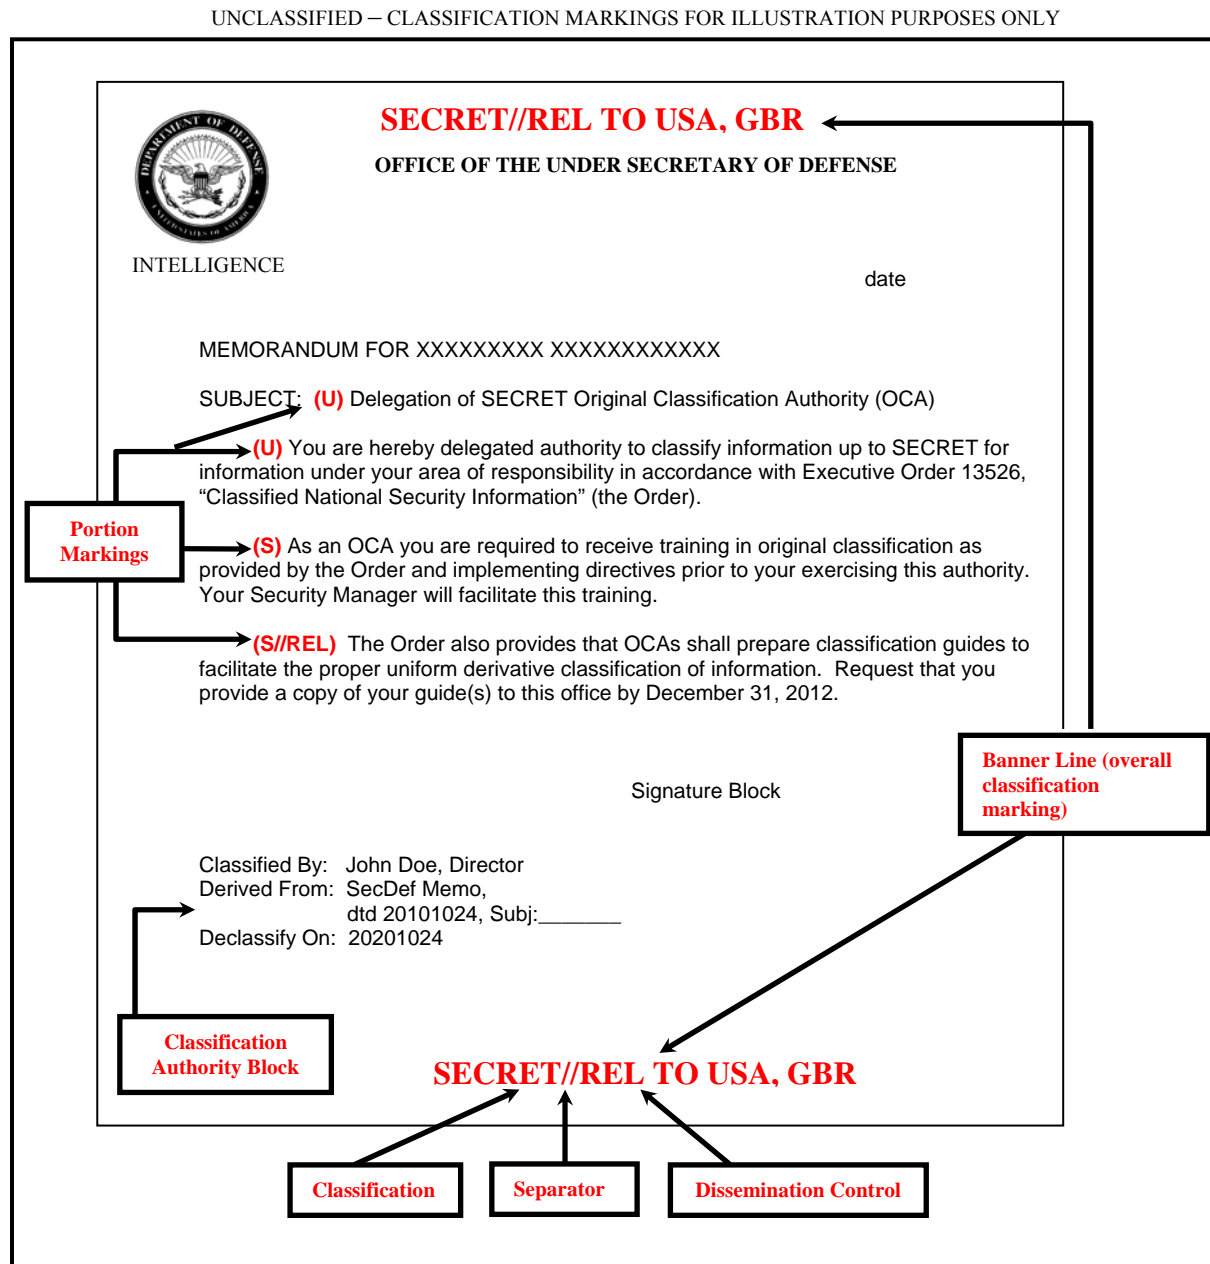 UNCLASSIFIED – CLASSIFICATION MARKINGS FOR ILLUSTRATION PURPOSES ONLY
SECRET//REL TO USA, GBR
OFFICE OF THE UNDER SECRETARY OF DEFENSE
DEPARTMENT OF DEFENSE
UNITED STATES OF AMERICA
INTELLIGENCE
date
MEMORANDUM FOR XXXXXXXXX XXXXXXXXXXXX
SUBJECT: (U) Delegation of SECRET Original Classification Authority (OCA)
(U) You are hereby delegated authority to classify information up to SECRET for
information under your area of responsibility in accordance with Executive Order 13526,
“Classified National Security Information” (the Order).
Portion
Markings
(S) As an OCA you are required to receive training in original classification as
provided by the Order and implementing directives prior to your exercising this authority.
Your Security Manager will facilitate this training.
(S//REL) The Order also provides that OCAs shall prepare classification guides to
facilitate the proper uniform derivative classification of information. Request that you
provide a copy of your guide(s) to this office by December 31, 2012.
Banner Line (overall
classification
marking)
Signature Block
Classified By: John Doe, Director
Derived From: SecDef Memo,
dtd 20101024, Subj:_______
Declassify On: 20201024
Classification
Authority Block
SECRET//REL TO USA, GBR
Classification
Separator
Dissemination Control